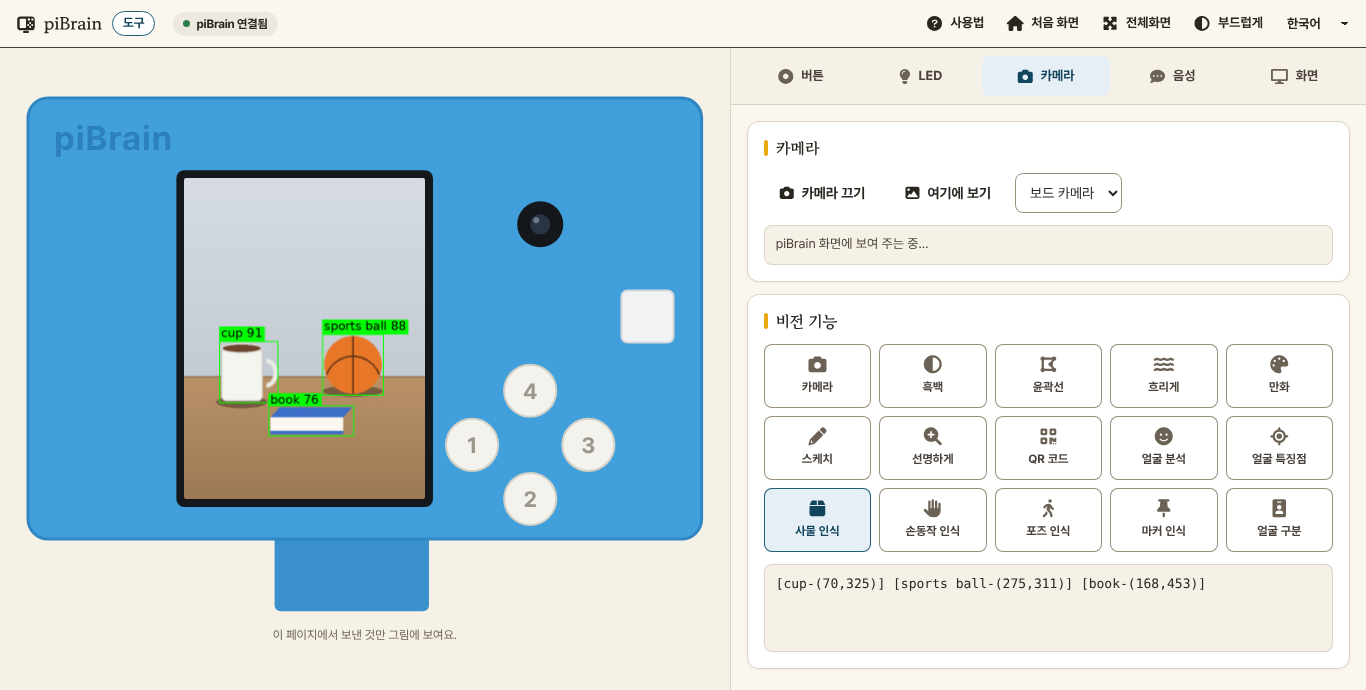 piBrain 도구 piBrain 연결됨 사용법 처음 화면 전체화면 부드럽게 한국어
버튼 LED 카메라 음성 화면
piBrain
cup 91
sports ball 88
book 76
4
1 3
2
이 페이지에서 보낸 것만 그림에 보여요.
카메라
카메라 끄기 여기에 보기 보드 카메라
piBrain 화면에 보여 주는 중...
비전 기능
카메라 흑백 윤곽선 흐리게 만화
스케치 선명하게 QR 코드 얼굴 분석 얼굴 특징점
사물 인식 손동작 인식 포즈 인식 마커 인식 얼굴 구분
[cup-(70,325)] [sports ball-(275,311)] [book-(168,453)]